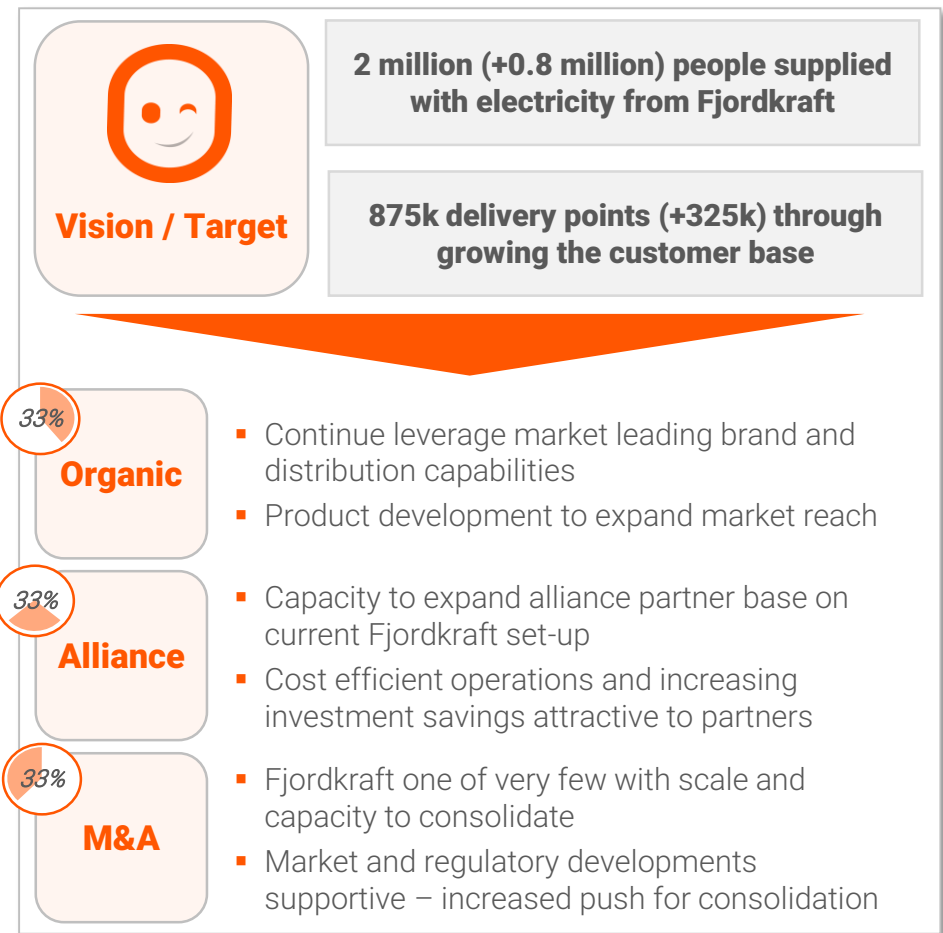 Vision / Target
2 million (+0.8 million) people supplied
with electricity from Fjordkraft
875k delivery points (+325k) through
growing the customer base
33%
Organic
▪ Continue leverage market leading brand and
distribution capabilities
▪ Product development to expand market reach
33%
Alliance
▪ Capacity to expand alliance partner base on
current Fjordkraft set-up
▪ Cost efficient operations and increasing
investment savings attractive to partners
33%
M&A
▪ Fjordkraft one of very few with scale and
capacity to consolidate
▪ Market and regulatory developments
supportive – increased push for consolidation